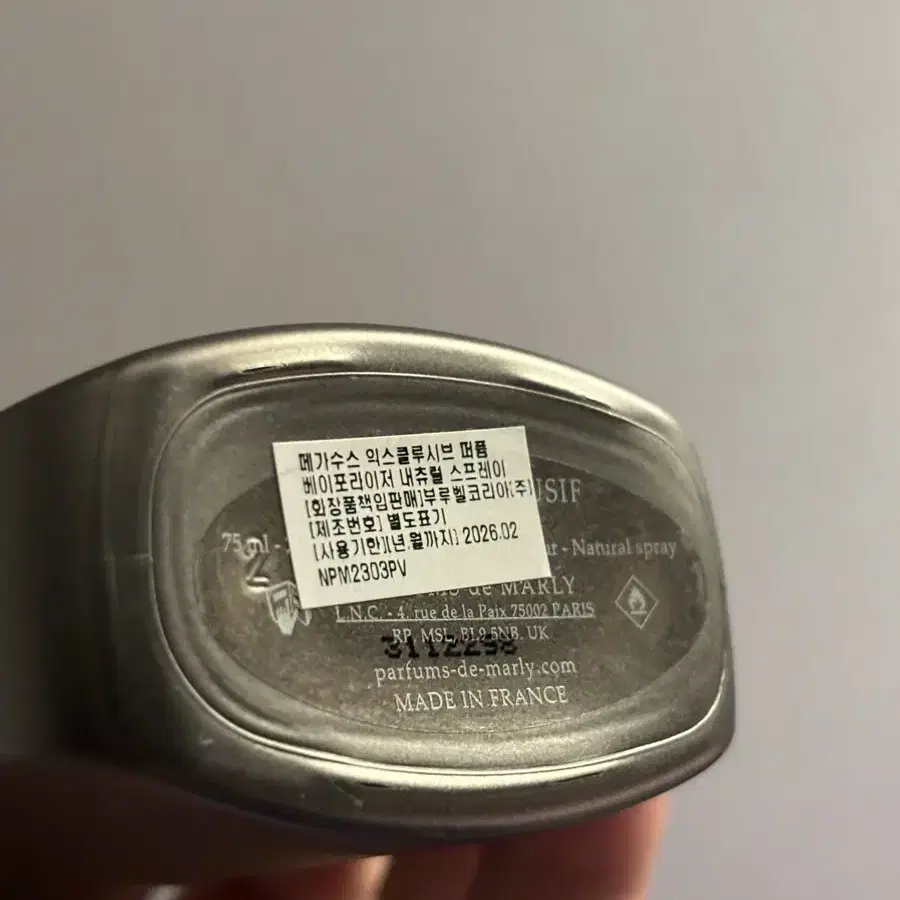 페가수스 익스클루시브 퍼퓸
베이포라이저 내츄럴 스프레이
[화장품책임판매]부루벨코리아(주)
[제조번호] 별도표기
[사용기한](년.월까지) 2026.02
NPM2303PV
USIF
75 ml -
- Natural spray
de MARLY
L.N.C. - 4, rue de la Paix 75002 PARIS
RP, MSL, BL9 5NB. UK
parfums-de-marly.com
MADE IN FRANCE